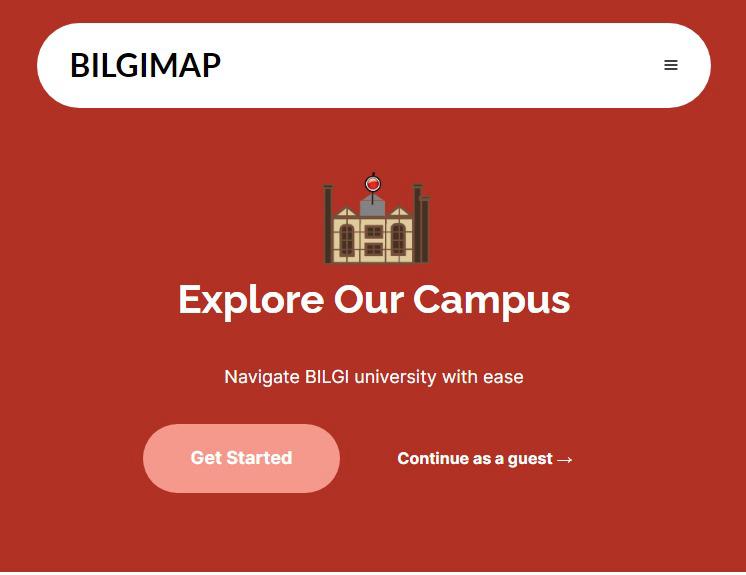 BILGIMAP
Explore Our Campus
Navigate BILGI university with ease
Get Started
Continue as a guest →